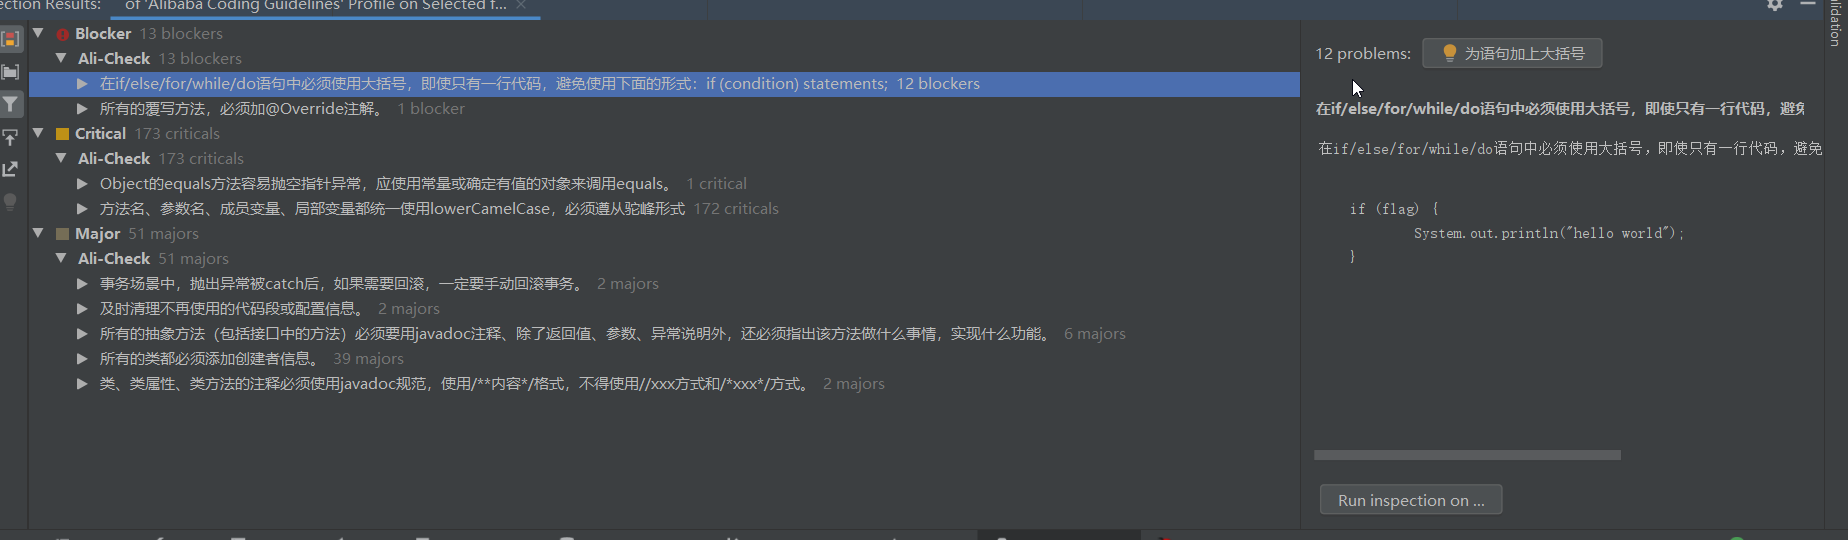 ection Results: of 'Alibaba Coding Guidelines' Profile on Selected f...
Blocker 13 blockers
Ali-Check 13 blockers
在if/else/for/while/do语句中必须使用大括号，即使只有一行代码，避免使用下面的形式：if (condition) statements; 12 blockers
所有的覆写方法，必须加@Override注解。 1 blocker
Critical 173 criticals
Ali-Check 173 criticals
Object的equals方法容易抛空指针异常，应使用常量或确定有值的对象来调用equals。 1 critical
方法名、参数名、成员变量、局部变量都统一使用lowerCamelCase，必须遵从驼峰形式 172 criticals
Major 51 majors
Ali-Check 51 majors
事务场景中，抛出异常被catch后，如果需要回滚，一定要手动回滚事务。 2 majors
及时清理不再使用的代码段或配置信息。 2 majors
所有的抽象方法（包括接口中的方法）必须要用javadoc注释、除了返回值、参数、异常说明外，还必须指出该方法做什么事情，实现什么功能。 6 majors
所有的类都必须添加创建者信息。 39 majors
类、类属性、类方法的注释必须使用javadoc规范，使用/**内容*/格式，不得使用//xxx方式和/*xxx*/方式。 2 majors
12 problems: 为语句加上大括号
在if/else/for/while/do语句中必须使用大括号，即使只有一行代码，避免
在if/else/for/while/do语句中必须使用大括号，即使只有一行代码，避免
if (flag) {
System.out.println("hello world");
}
Run inspection on ...
lidation